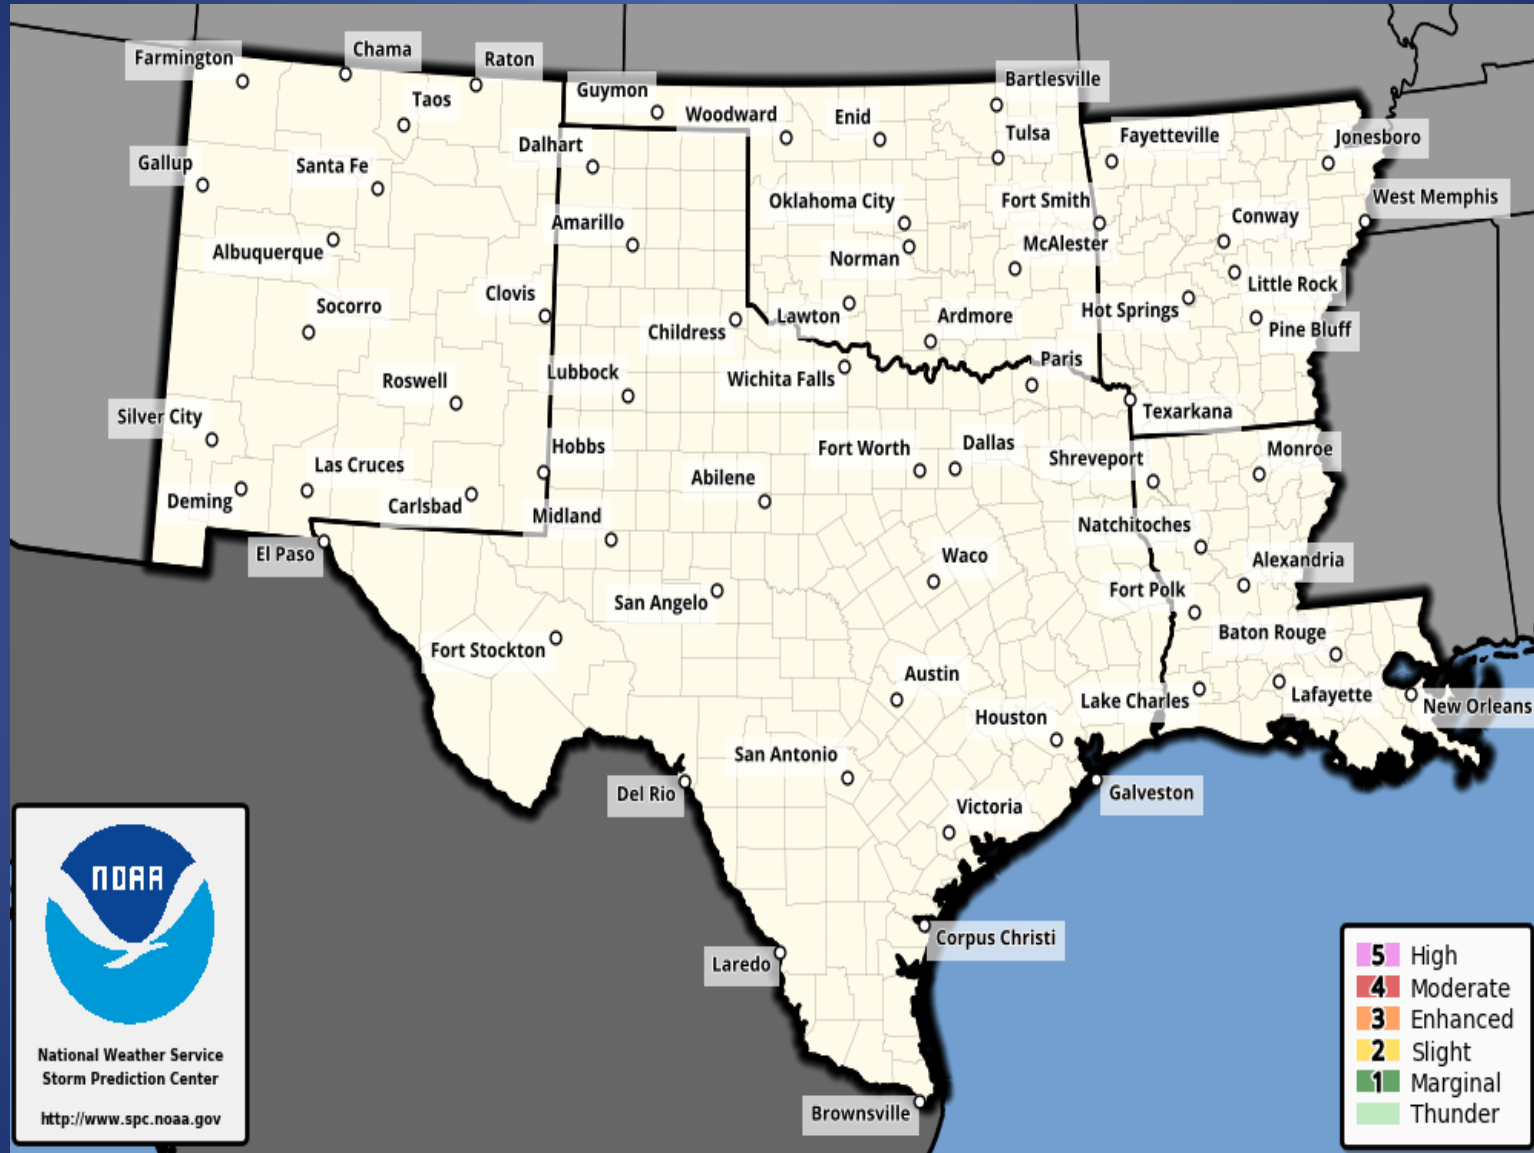 Farmington
Chama
Raton
Taos
Guymon
Woodward
Enid
Bartlesville
Tulsa
Fayetteville
Jonesboro
Gallup
Santa Fe
Dalhart
Amarillo
Oklahoma City
Fort Smith
Conway
West Memphis
Albuquerque
Norman
McAlester
Little Rock
Socorro
Clovis
Childress
Lawton
Ardmore
Hot Springs
Pine Bluff
Roswell
Lubbock
Wichita Falls
Paris
Texarkana
Silver City
Hobbs
Fort Worth
Dallas
Shreveport
Monroe
Las Cruces
Abilene
Deming
Carlsbad
Midland
Natchitoches
El Paso
Waco
Alexandria
San Angelo
Fort Polk
Fort Stockton
Baton Rouge
Austin
Lake Charles
Lafayette
New Orleans
Houston
San Antonio
Del Rio
Galveston
Victoria
Corpus Christi
Laredo
Brownsville
NOAA
National Weather Service
Storm Prediction Center
http://www.spc.noaa.gov
5 High
4 Moderate
3 Enhanced
2 Slight
1 Marginal
Thunder